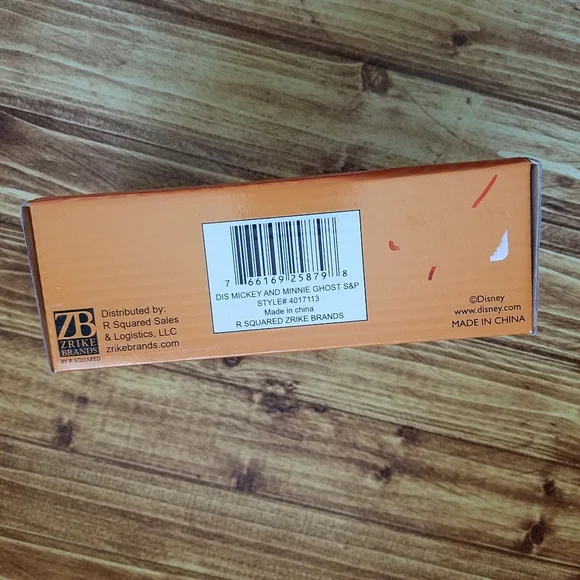 7 66169 25879 8
DIS MICKEY AND MINNIE GHOST S&P
STYLE# 4017113
Made in china
R SQUARED ZRIKE BRANDS
ZB
ZRIKE
BRANDS
BY R SQUARED
Distributed by:
R Squared Sales
& Logistics, LLC
zrikebrands.com
©Disney
www.disney.com
MADE IN CHINA